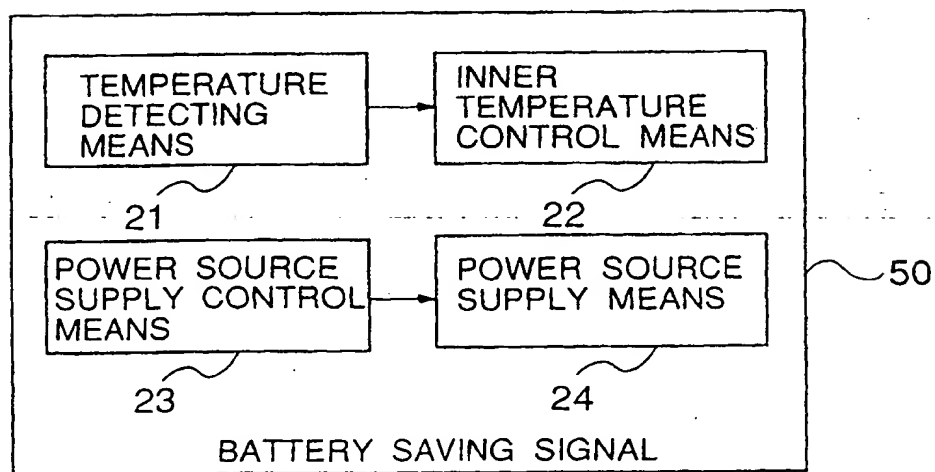 TEMPERATURE
DETECTING
MEANS
INNER
TEMPERATURE
CONTROL MEANS
21
22
POWER SOURCE
SUPPLY CONTROL
MEANS
POWER SOURCE
SUPPLY MEANS
50
23
24
BATTERY SAVING SIGNAL